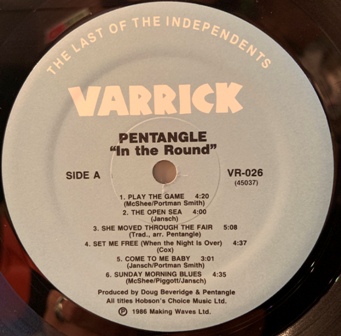 THE LAST OF THE INDEPENDENTS
VARRICK
PENTANGLE
"In the Round"
SIDE A VR-026
(45037)
1. PLAY THE GAME 4:20
(McShee/Portman Smith)
2. THE OPEN SEA 4:00
(Jansch)
3. SHE MOVED THROUGH THE FAIR 5:08
(Trad., arr. Pentangle)
4. SET ME FREE (When the Night Is Over) 4:37
(Cox)
5. COME TO ME BABY 3:01
(Jansch/Portman Smith)
6. SUNDAY MORNING BLUES 4:35
(McShee/Piggott/Jansch)
Produced by Doug Beveridge & Pentangle
All titles Hobson's Choice Music Ltd.
℗ 1986 Making Waves Ltd.